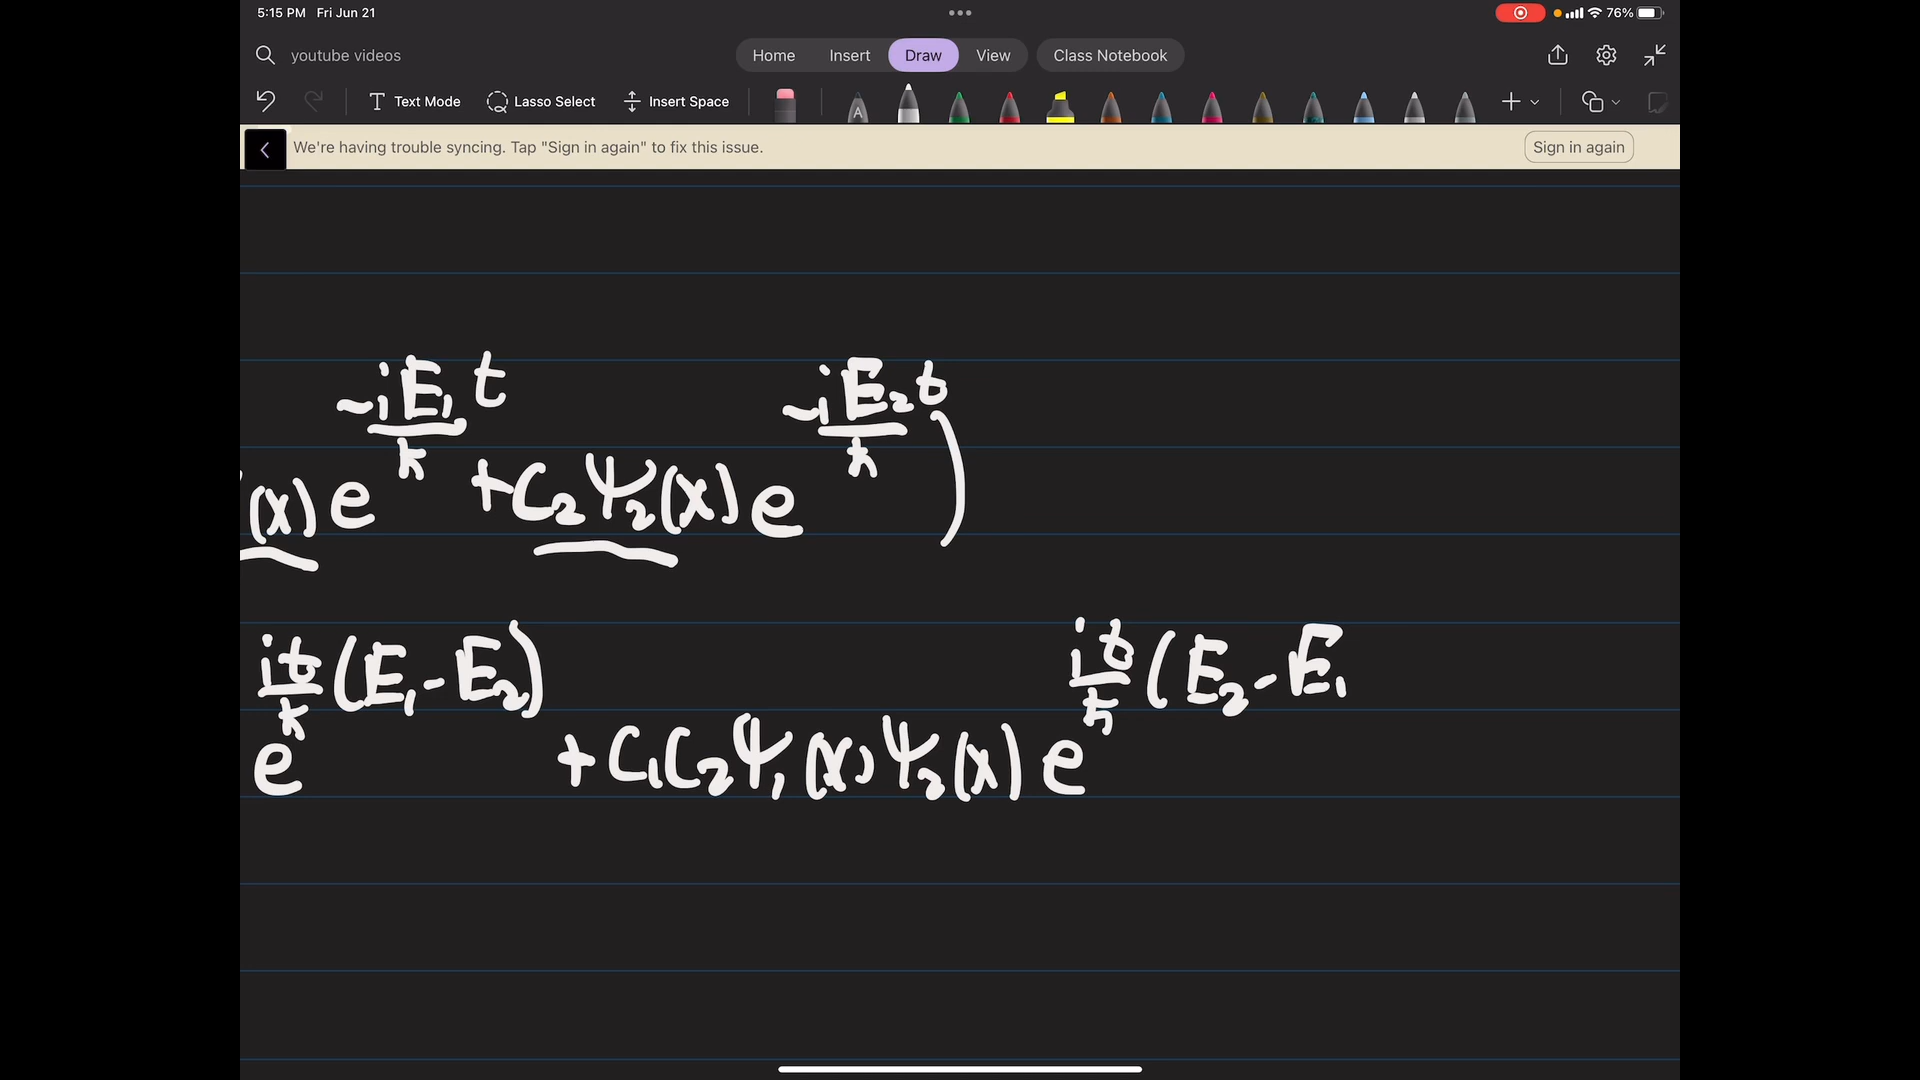 5:15 PM Fri Jun 21
76%
youtube videos
Home Insert Draw View Class Notebook
Text Mode Lasso Select Insert Space
A
We're having trouble syncing. Tap "Sign in again" to fix this issue.
Sign in again
(x) e^{-iE₁t/ħ} + C₂Ψ₂(x) e^{-iE₂t/ħ})
e^{it/ħ (E₁-E₂)} + C₁C₂Ψ₁(x)Ψ₂(x) e^{it/ħ (E₂-E₁}